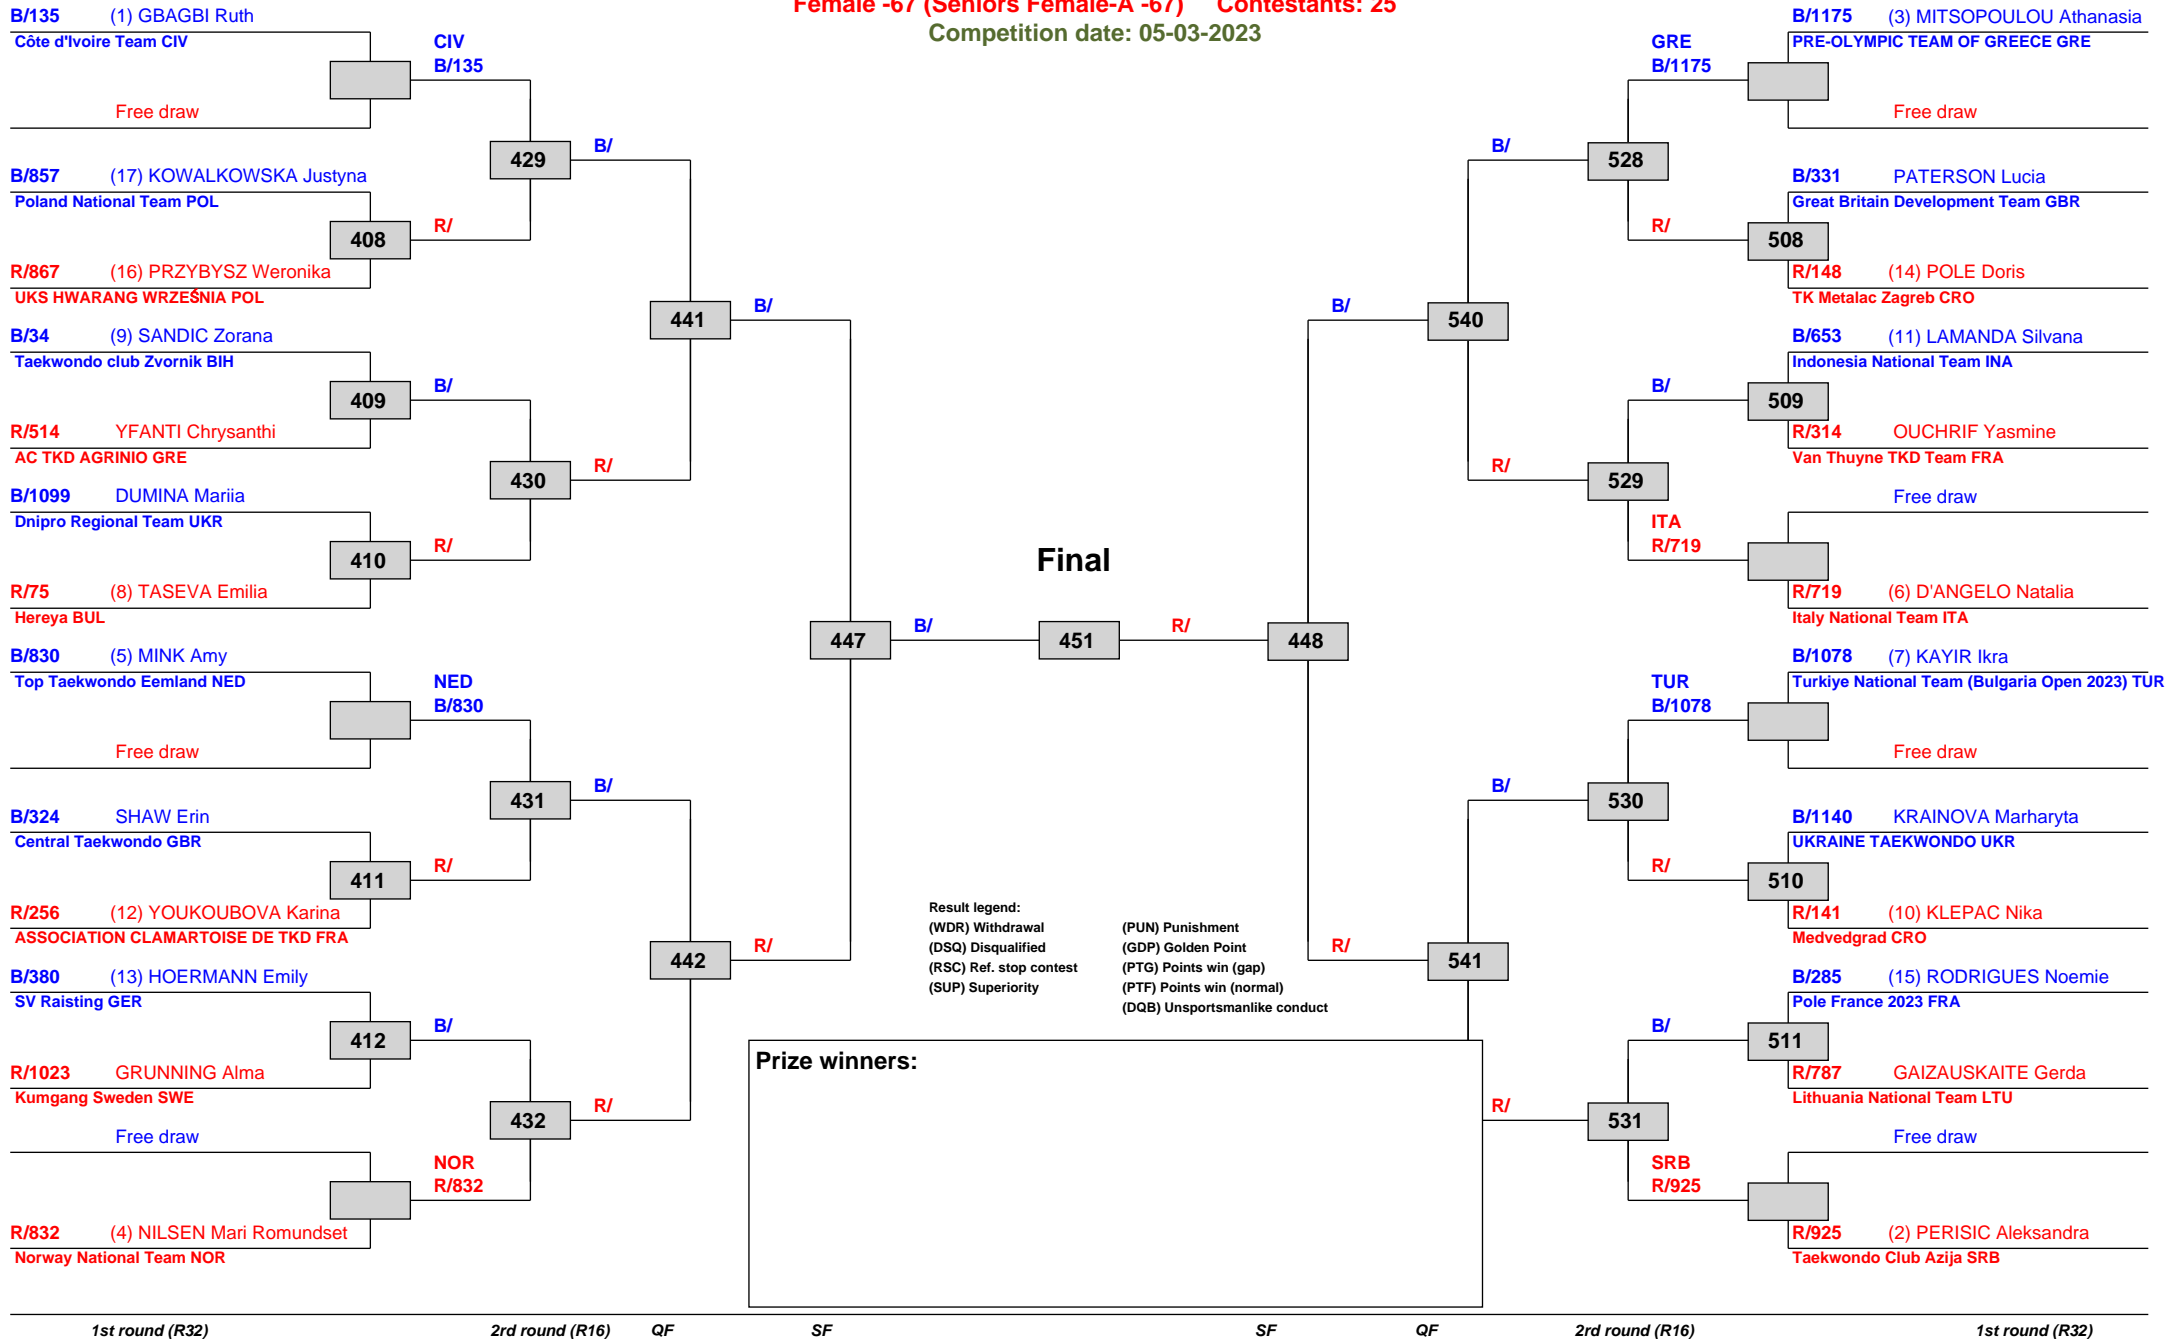 Female -67 (Seniors Female-A -67) Contestants: 25
Competition date: 05-03-2023
B/135 (1) GBAGBI Ruth
Côte d'Ivoire Team CIV
CIV
B/135
Free draw
429
B/
B/857 (17) KOWALKOWSKA Justyna
Poland National Team POL
408
R/
R/867 (16) PRZYBYSZ Weronika
UKS HWARANG WRZEŚNIA POL
441
B/
B/34 (9) SANDIC Zorana
Taekwondo club Zvornik BIH
409
B/
R/514 YFANTI Chrysanthi
AC TKD AGRINIO GRE
430
R/
B/1099 DUMINA Mariia
Dnipro Regional Team UKR
410
R/
R/75 (8) TASEVA Emilia
Hereya BUL
447
B/
B/830 (5) MINK Amy
Top Taekwondo Eemland NED
NED
B/830
Free draw
431
B/
B/324 SHAW Erin
Central Taekwondo GBR
411
R/
R/256 (12) YOUKOUBOVA Karina
ASSOCIATION CLAMARTOISE DE TKD FRA
442
R/
B/380 (13) HOERMANN Emily
SV Raisting GER
412
B/
R/1023 GRUNNING Alma
Kumgang Sweden SWE
432
R/
Free draw
NOR
R/832
R/832 (4) NILSEN Mari Romundset
Norway National Team NOR
Final
451
R/
448
B/1175 (3) MITSOPOULOU Athanasia
PRE-OLYMPIC TEAM OF GREECE GRE
GRE
B/1175
Free draw
B/
528
B/331 PATERSON Lucia
Great Britain Development Team GBR
R/
508
R/148 (14) POLE Doris
TK Metalac Zagreb CRO
B/
540
B/653 (11) LAMANDA Silvana
Indonesia National Team INA
B/
509
R/314 OUCHRIF Yasmine
Van Thuyne TKD Team FRA
R/
529
Free draw
ITA
R/719
R/719 (6) D'ANGELO Natalia
Italy National Team ITA
B/1078 (7) KAYIR Ikra
Turkiye National Team (Bulgaria Open 2023) TUR
TUR
B/1078
Free draw
B/
530
B/1140 KRAINOVA Marharyta
UKRAINE TAEKWONDO UKR
R/
510
R/141 (10) KLEPAC Nika
Medvedgrad CRO
R/
541
B/285 (15) RODRIGUES Noemie
Pole France 2023 FRA
B/
511
R/787 GAIZAUSKAITE Gerda
Lithuania National Team LTU
R/
531
Free draw
SRB
R/925
R/925 (2) PERISIC Aleksandra
Taekwondo Club Azija SRB
Result legend:
(WDR) Withdrawal (PUN) Punishment
(DSQ) Disqualified (GDP) Golden Point
(RSC) Ref. stop contest (PTG) Points win (gap)
(SUP) Superiority (PTF) Points win (normal)
(DQB) Unsportsmanlike conduct
Prize winners:
1st round (R32) 2rd round (R16) QF SF SF QF 2rd round (R16) 1st round (R32)